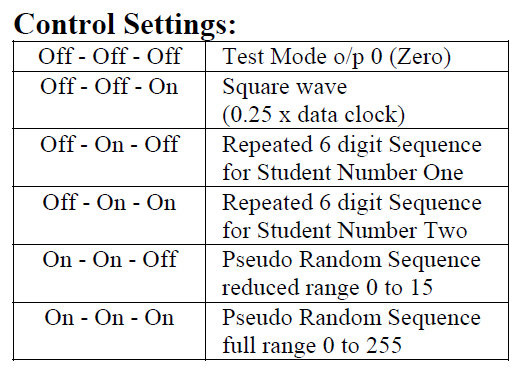 Control Settings:
Off - Off - Off Test Mode o/p 0 (Zero)
Off - Off - On Square wave
(0.25 x data clock)
Off - On - Off Repeated 6 digit Sequence
for Student Number One
Off - On - On Repeated 6 digit Sequence
for Student Number Two
On - On - Off Pseudo Random Sequence
reduced range 0 to 15
On - On - On Pseudo Random Sequence
full range 0 to 255